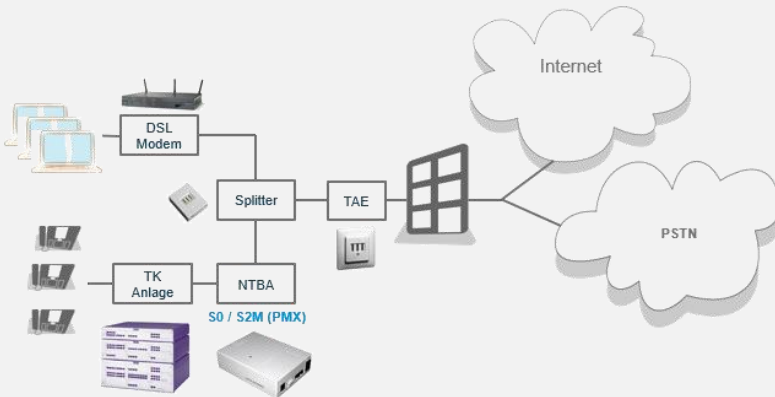 Internet
DSL
Modem
Splitter
TAE
PSTN
TK
Anlage
NTBA
S0 / S2M (PMX)